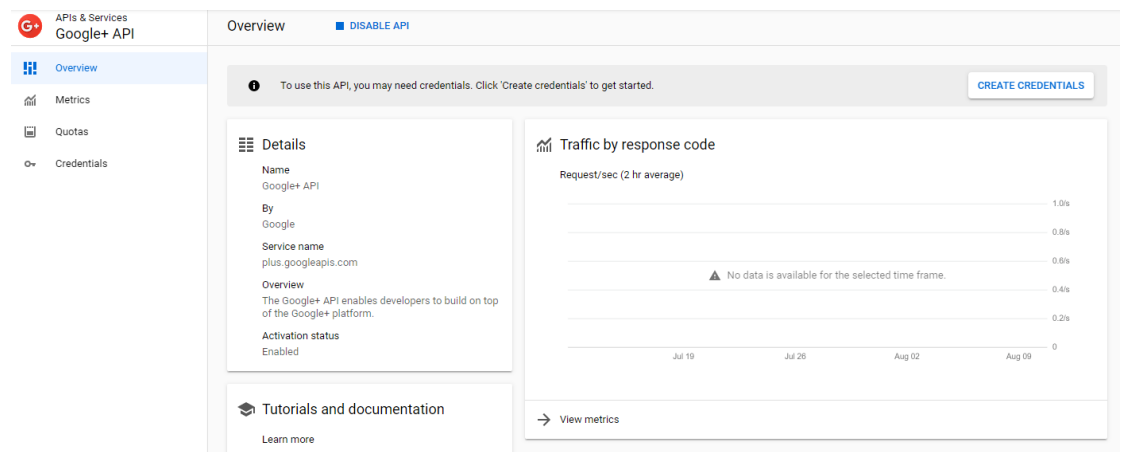 G+
APIs & Services
Google+ API
Overview
DISABLE API
Overview
Metrics
Quotas
Credentials
To use this API, you may need credentials. Click 'Create credentials' to get started.
CREATE CREDENTIALS
Details
Name
Google+ API
By
Google
Service name
plus.googleapis.com
Overview
The Google+ API enables developers to build on top
of the Google+ platform.
Activation status
Enabled
Tutorials and documentation
Learn more
Traffic by response code
Request/sec (2 hr average)
1.0/s
0.8/s
0.6/s
No data is available for the selected time frame.
0.4/s
0.2/s
0
Jul 19 Jul 26 Aug 02 Aug 09
View metrics